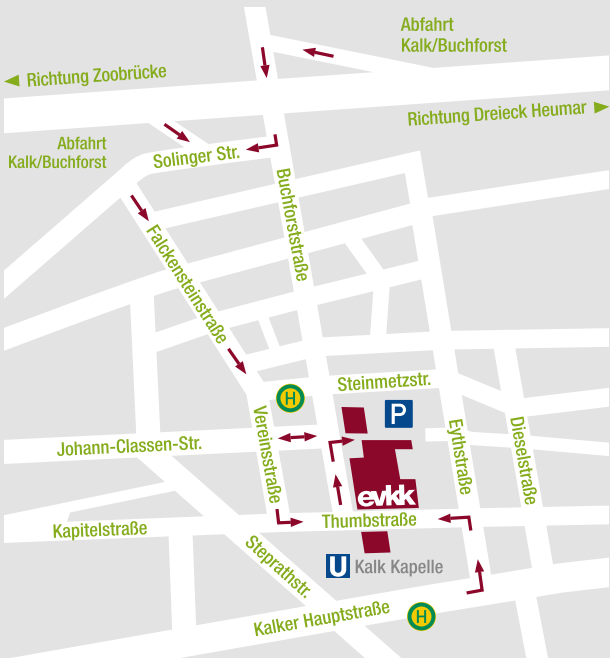 Abfahrt
Kalk/Buchforst
Richtung Zoobrücke
Richtung Dreieck Heumar
Abfahrt
Kalk/Buchforst
Solinger Str.
Buchforststraße
Falckensteinstraße
Steinmetzstr.
H
P
Vereinsstraße
Johann-Classen-Str.
Eythstraße
Dieselstraße
evkk
Thumbstraße
Kapitelstraße
Steprathstr.
U Kalk Kapelle
Kalker Hauptstraße
H